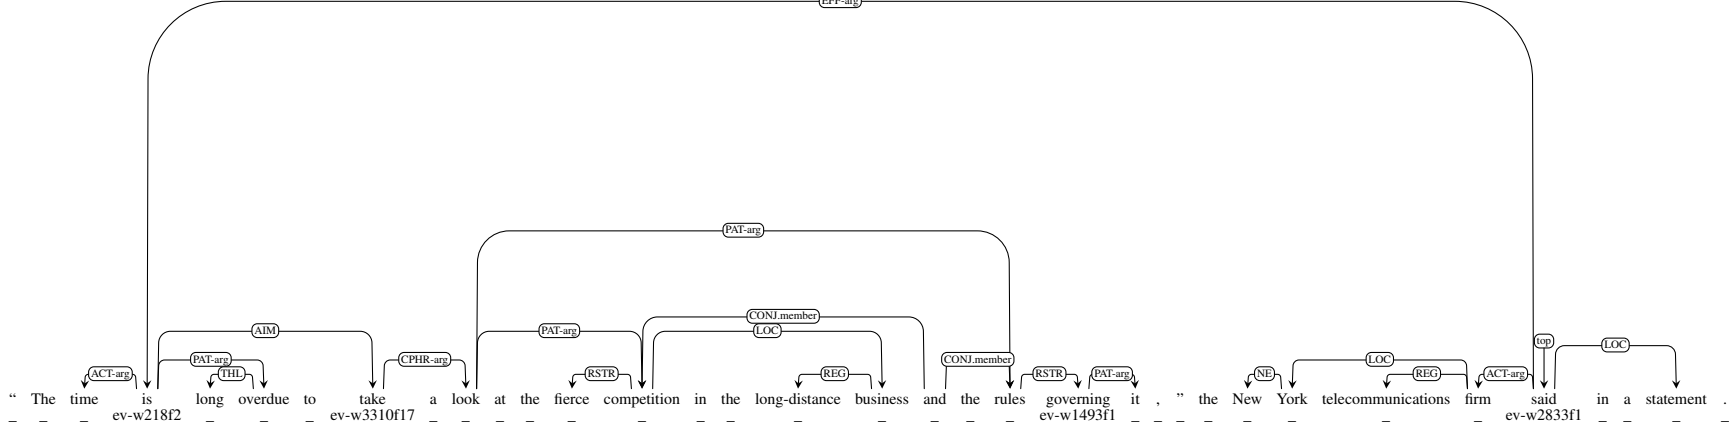 EFF-arg
PAT-arg
CONJ.member
AIM PAT-arg LOC top
LOC
PAT-arg CPHR-arg CONJ.member LOC
ACT-arg THL RSTR REG RSTR PAT-arg NE REG ACT-arg
“ The time is long overdue to take a look at the fierce competition in the long-distance business and the rules governing it , ” the New York telecommunications firm said in a statement .
_ _ _ ev-w218f2 _ _ _ ev-w3310f17 _ _ _ _ _ _ _ _ _ _ _ _ _ ev-w1493f1 _ _ _ _ _ _ _ _ ev-w2833f1 _ _ _ _